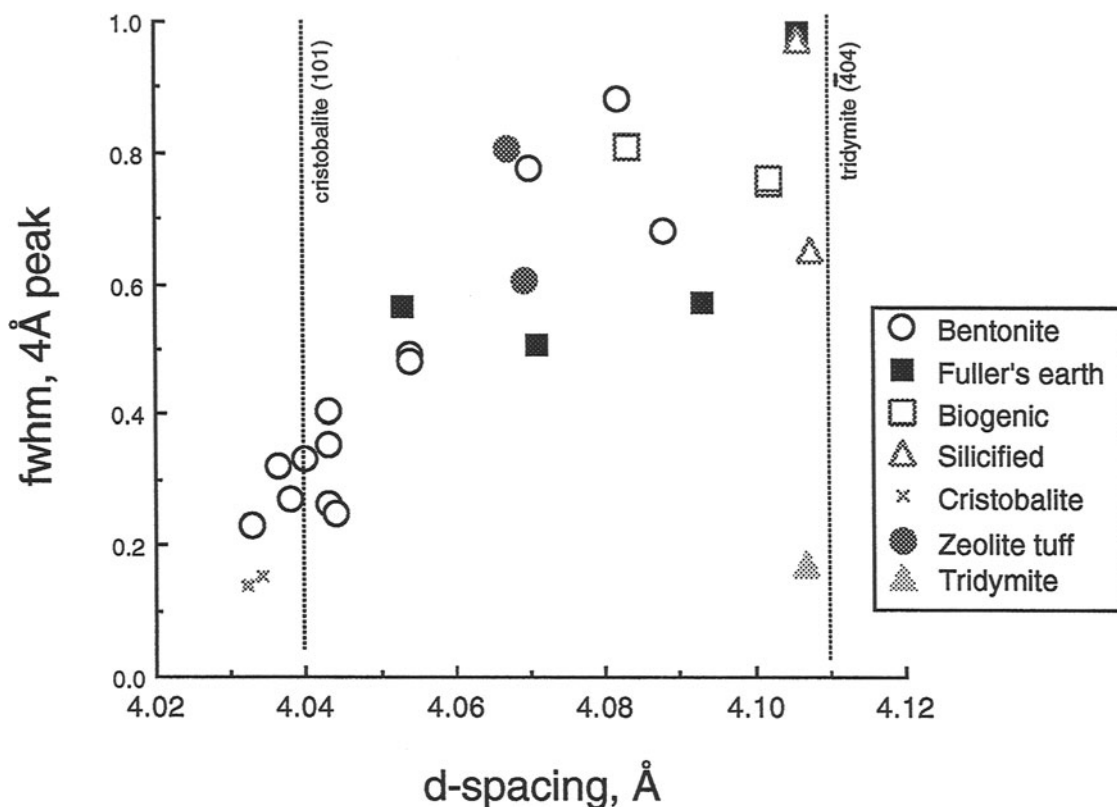 1.0
0.8
0.6
0.4
0.2
0.0
fwhm, 4Å peak
cristobalite (101)
tridymite (4̄04)
Bentonite
Fuller's earth
Biogenic
Silicified
Cristobalite
Zeolite tuff
Tridymite
4.02 4.04 4.06 4.08 4.10 4.12
d-spacing, Å